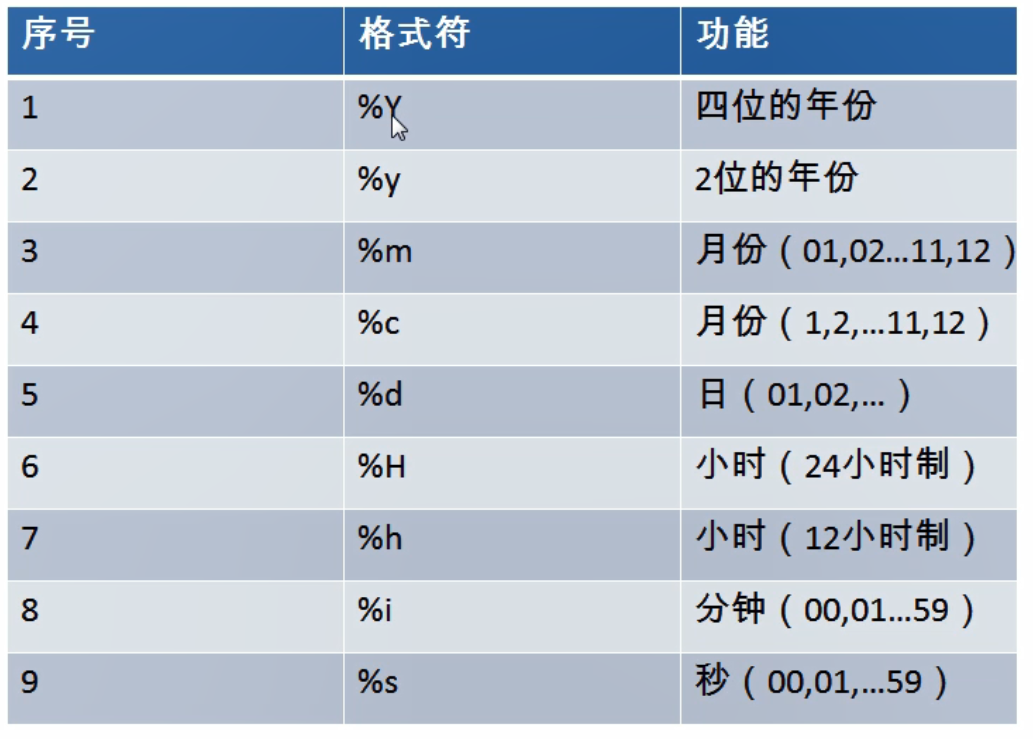 序号 格式符 功能
1 %Y 四位的年份
2 %y 2位的年份
3 %m 月份（01,02...11,12）
4 %c 月份（1,2,...11,12）
5 %d 日（01,02,...）
6 %H 小时（24小时制）
7 %h 小时（12小时制）
8 %i 分钟（00,01...59）
9 %s 秒（00,01,...59）